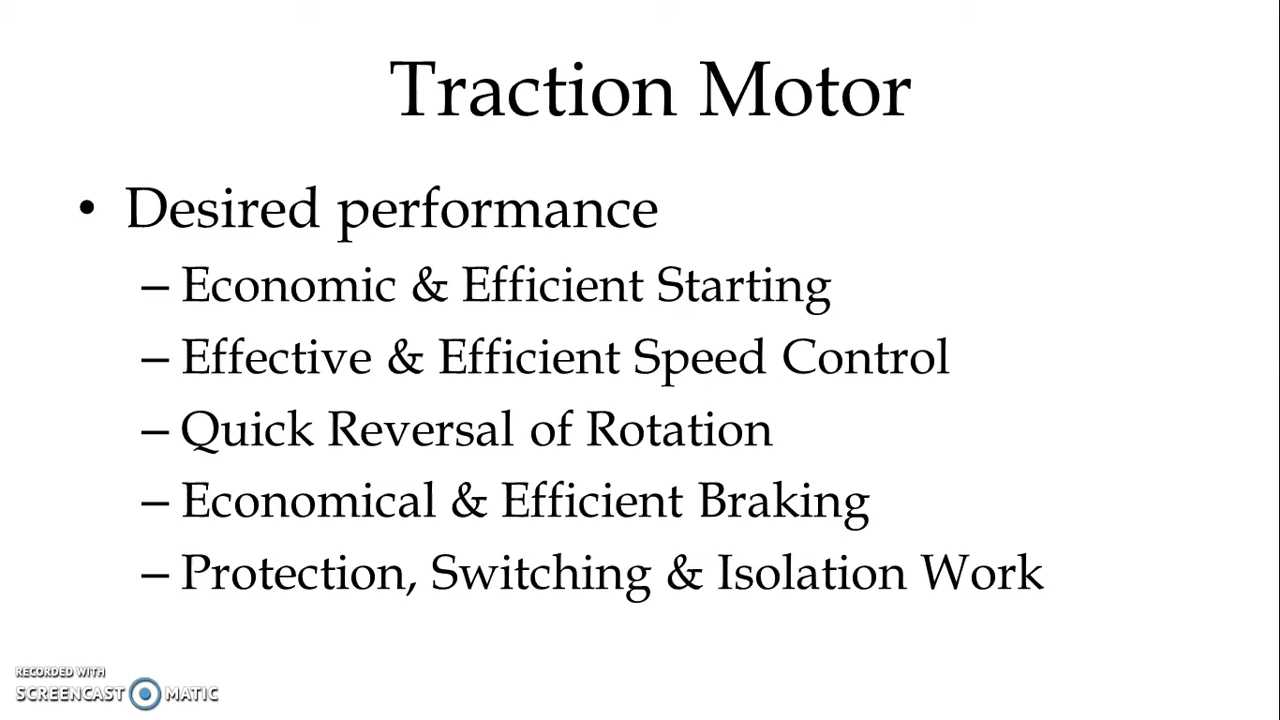 Traction Motor
• Desired performance
– Economic & Efficient Starting
– Effective & Efficient Speed Control
– Quick Reversal of Rotation
– Economical & Efficient Braking
– Protection, Switching & Isolation Work
RECORDED WITH
SCREENCAST MATIC